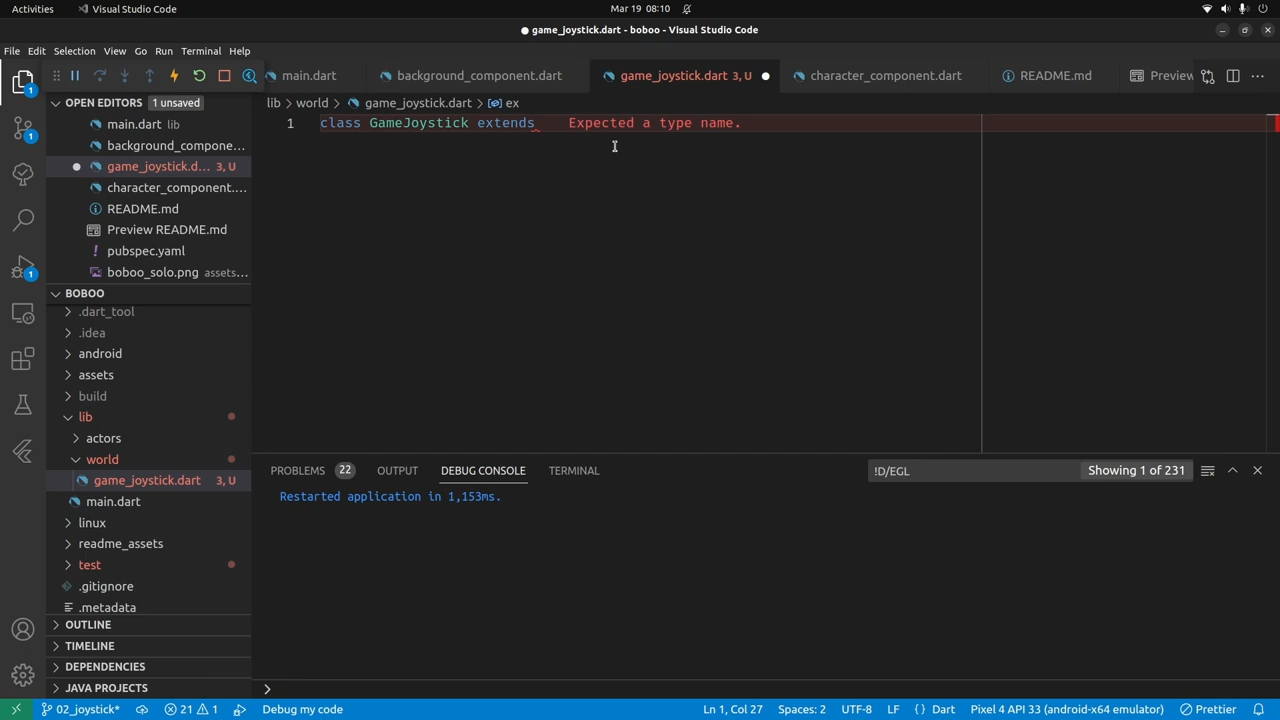 Activities
Visual Studio Code
Mar 19 08:10
● game_joystick.dart - boboo - Visual Studio Code
File Edit Selection View Go Run Terminal Help
main.dart
background_component.dart
game_joystick.dart 3, U
character_component.dart
README.md
Preview
OPEN EDITORS 1 unsaved
lib > world > game_joystick.dart > ex
1 class GameJoystick extends Expected a type name.
main.dart lib
background_compone...
game_joystick.d... 3, U
character_component....
README.md
Preview README.md
! pubspec.yaml
boboo_solo.png assets...
BOBOO
.dart_tool
.idea
android
assets
build
lib
actors
world
game_joystick.dart 3, U
main.dart
linux
readme_assets
test
.gitignore
.metadata
OUTLINE
TIMELINE
DEPENDENCIES
JAVA PROJECTS
1
1
1
PROBLEMS 22 OUTPUT DEBUG CONSOLE TERMINAL
!D/EGL
Showing 1 of 231
Restarted application in 1,153ms.
>
02_joystick*
21 1
Debug my code
Ln 1, Col 27
Spaces: 2
UTF-8
LF
{ } Dart
Pixel 4 API 33 (android-x64 emulator)
Prettier